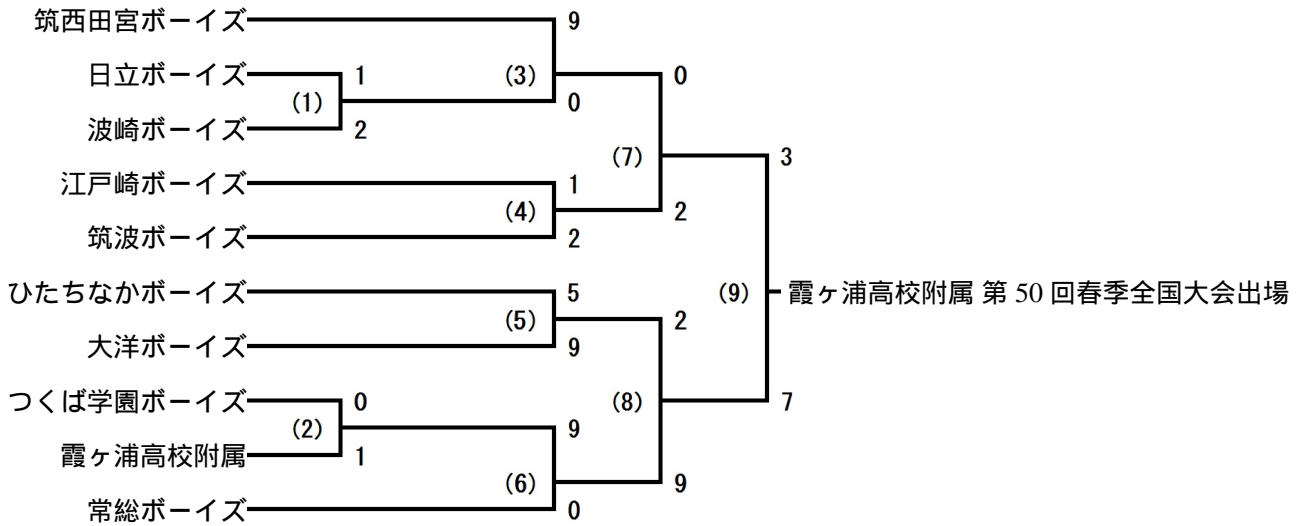 筑西田宮ボーイズ 9
日立ボーイズ 1 (3) 0
(1) 0
波崎ボーイズ 2
(7) 3
江戸崎ボーイズ 1
(4) 2
筑波ボーイズ 2
ひたちなかボーイズ 5 (9) 霞ヶ浦高校附属 第 50 回春季全国大会出場
(5) 2
大洋ボーイズ 9
つくば学園ボーイズ 0 (8) 7
(2) 9
霞ヶ浦高校附属 1
(6) 9
常総ボーイズ 0